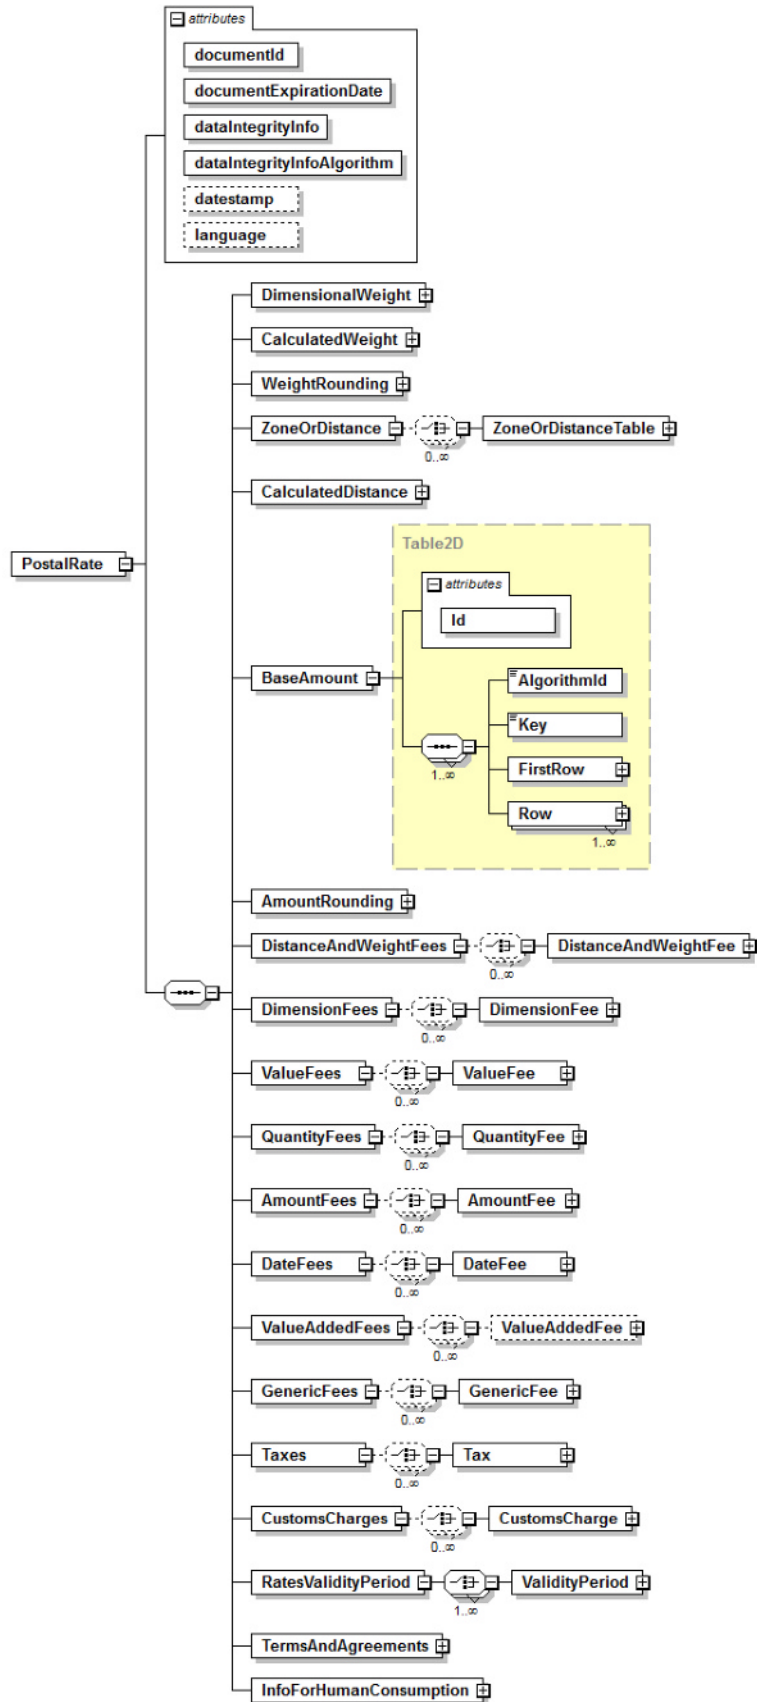 attributes
documentId
documentExpirationDate
dataIntegrityInfo
dataIntegrityInfoAlgorithm
datestamp
language
DimensionalWeight
CalculatedWeight
WeightRounding
ZoneOrDistance
0..∞
ZoneOrDistanceTable
CalculatedDistance
PostalRate
Table2D
attributes
Id
BaseAmount
AlgorithmId
Key
1..∞
FirstRow
Row
1..∞
AmountRounding
DistanceAndWeightFees
0..∞
DistanceAndWeightFee
DimensionFees
0..∞
DimensionFee
ValueFees
0..∞
ValueFee
QuantityFees
0..∞
QuantityFee
AmountFees
0..∞
AmountFee
DateFees
0..∞
DateFee
ValueAddedFees
0..∞
ValueAddedFee
GenericFees
0..∞
GenericFee
Taxes
0..∞
Tax
CustomsCharges
0..∞
CustomsCharge
RatesValidityPeriod
1..∞
ValidityPeriod
TermsAndAgreements
InfoForHumanConsumption